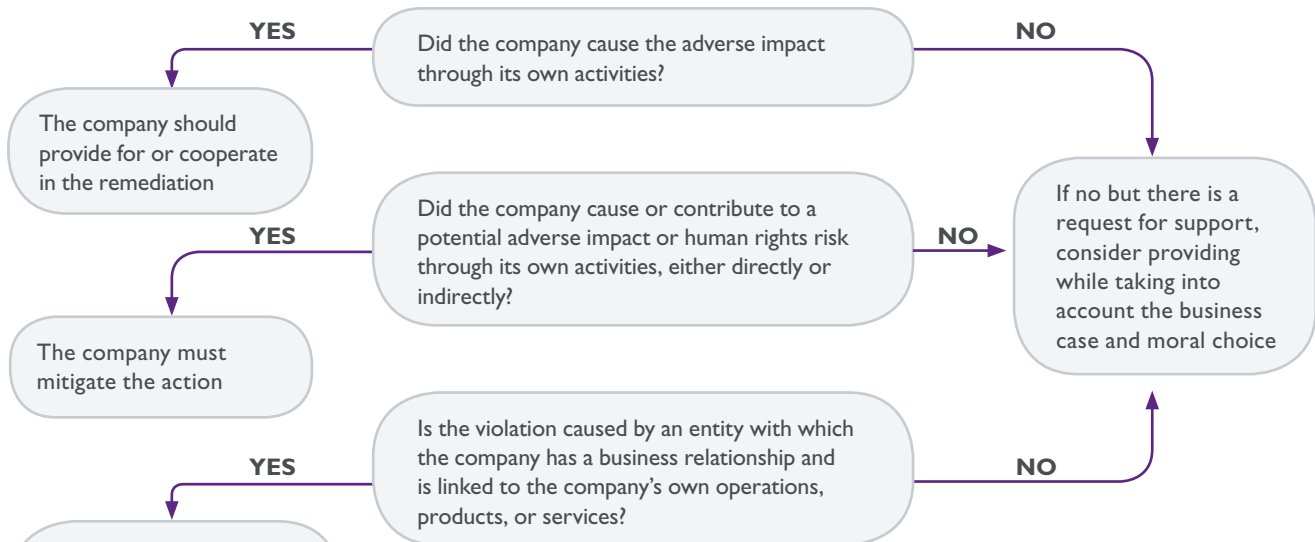 YES
Did the company cause the adverse impact
through its own activities?
NO
The company should
provide for or cooperate
in the remediation
YES
Did the company cause or contribute to a
potential adverse impact or human rights risk
through its own activities, either directly or
indirectly?
NO
If no but there is a
request for support,
consider providing
while taking into
account the business
case and moral choice
The company must
mitigate the action
YES
Is the violation caused by an entity with which
the company has a business relationship and
is linked to the company’s own operations,
products, or services?
NO